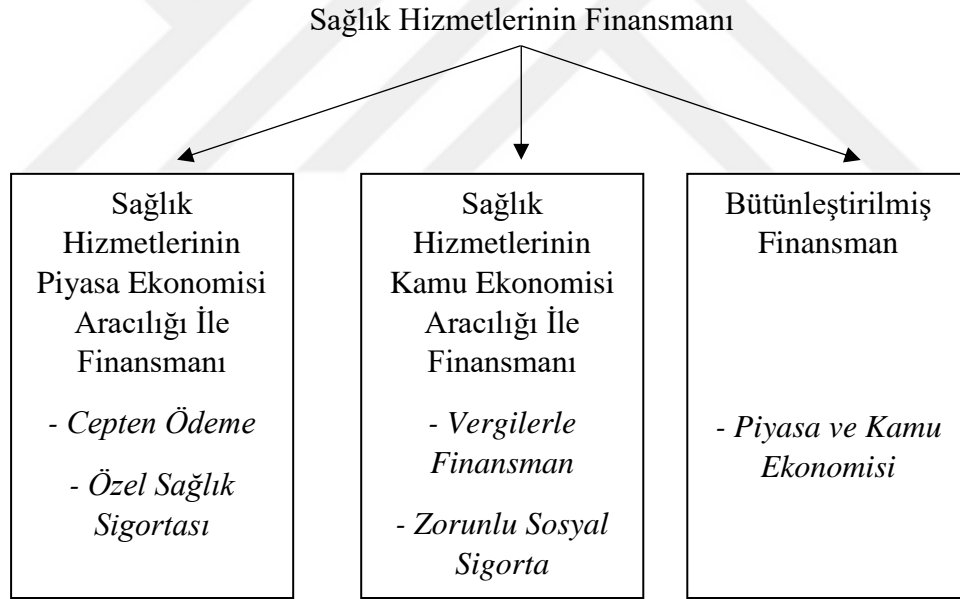 Sağlık Hizmetlerinin Finansmanı
Sağlık
Hizmetlerinin
Piyasa Ekonomisi
Aracılığı İle
Finansmanı
- Cepten Ödeme
- Özel Sağlık
Sigortası
Sağlık
Hizmetlerinin
Kamu Ekonomisi
Aracılığı İle
Finansmanı
- Vergilerle
Finansman
- Zorunlu Sosyal
Sigorta
Bütünleştirilmiş
Finansman
- Piyasa ve Kamu
Ekonomisi